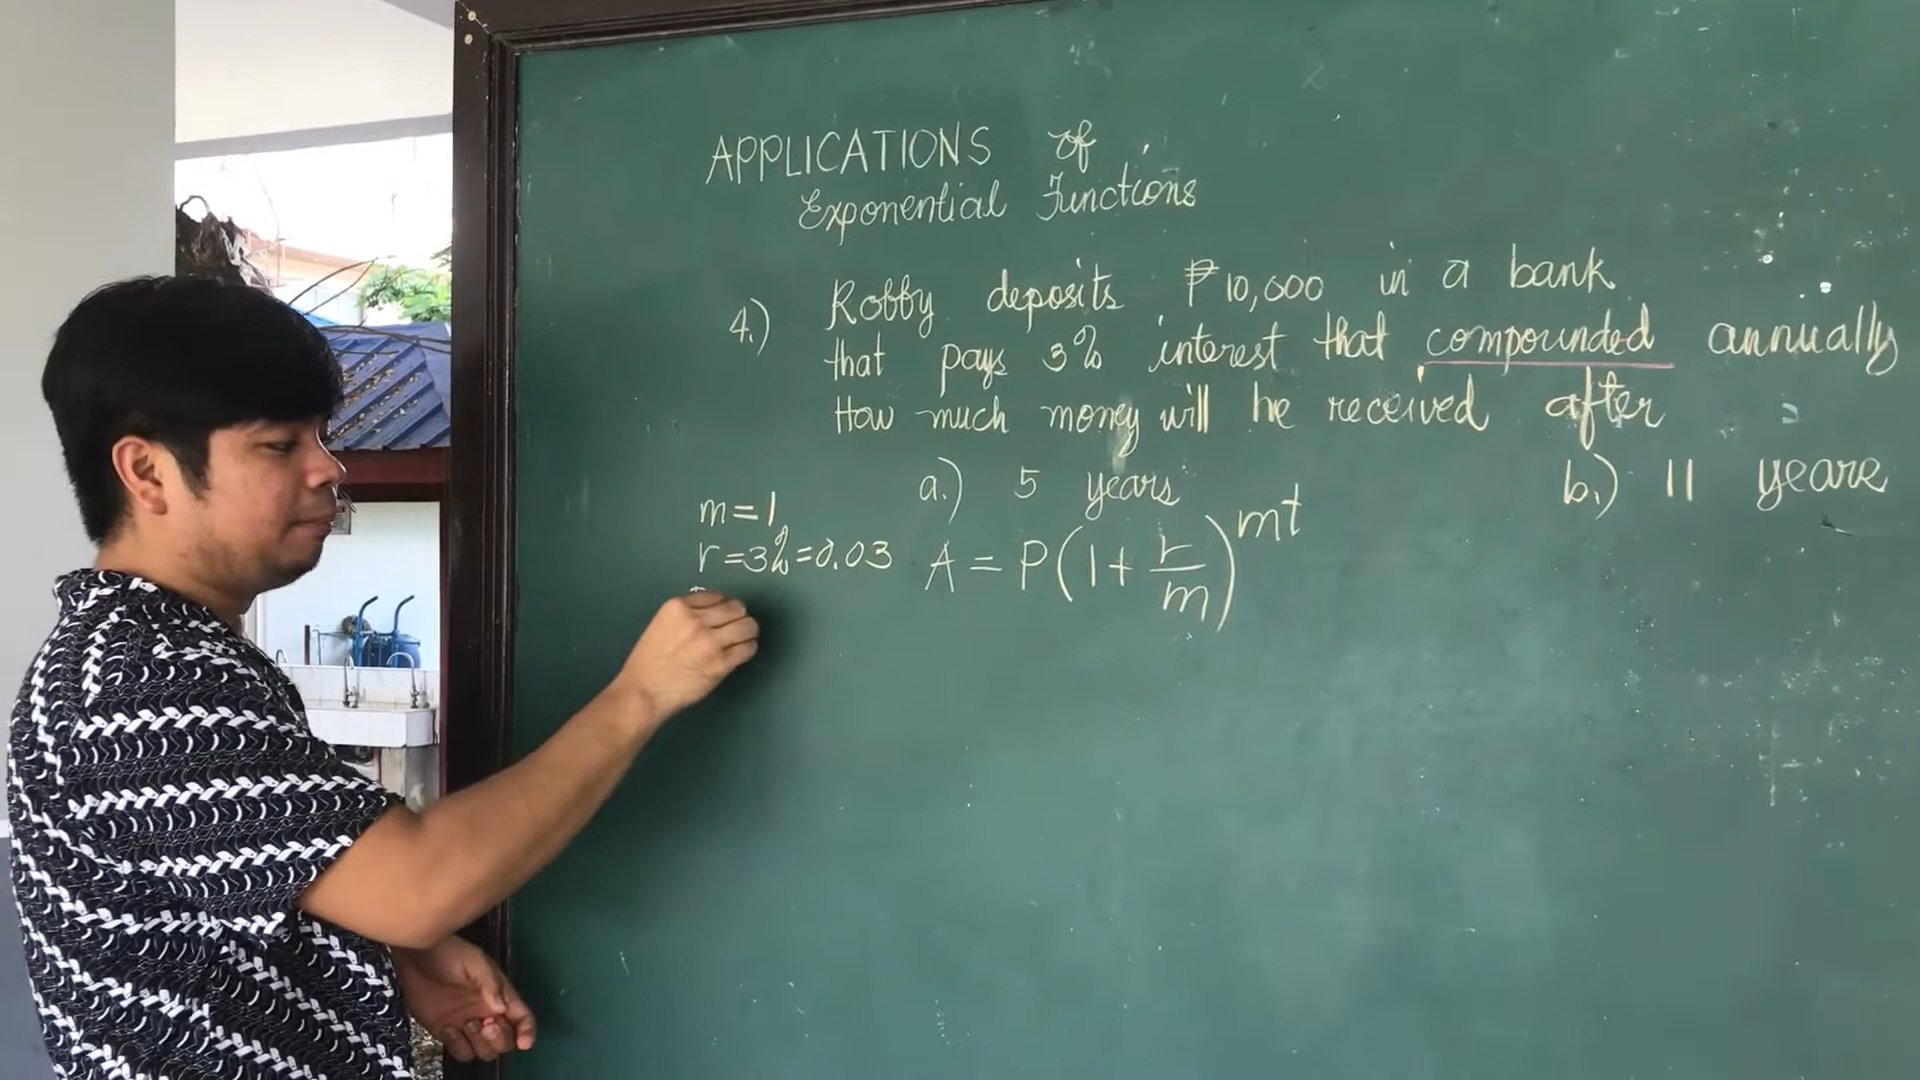 APPLICATIONS of
Exponential Functions
4.) Robby deposits ₱10,000 in a bank
that pays 3% interest that compounded annually
How much money will he received after
a.) 5 years b.) 11 years
m=1
r=3%=0.03 A = P(1+ r/m)^mt